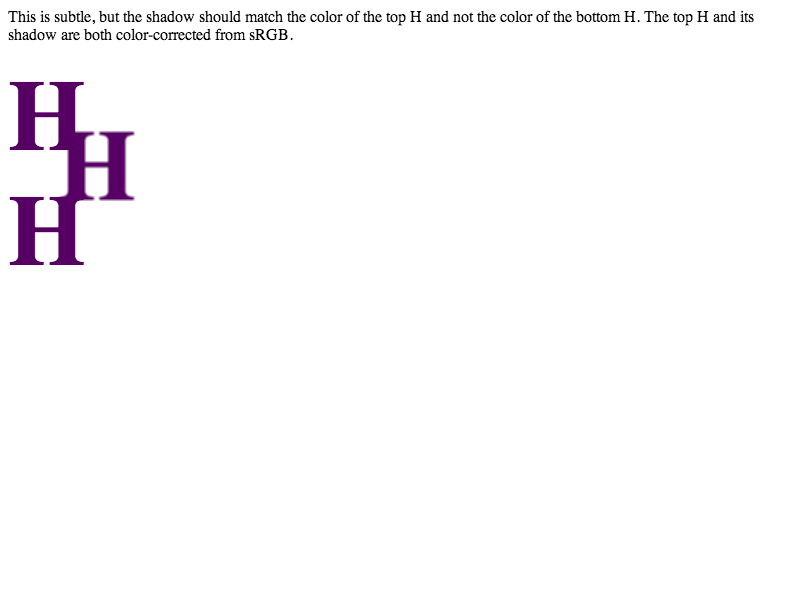 This is subtle, but the shadow should match the color of the top H and not the color of the bottom H. The top H and its
shadow are both color-corrected from sRGB.
H
H
H